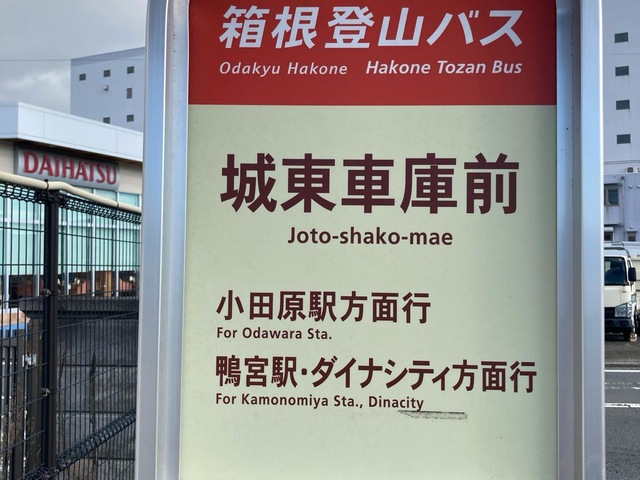 箱根登山バス
Odakyu Hakone Hakone Tozan Bus
DAIHATSU
城東車庫前
Joto-shako-mae
小田原駅方面行
For Odawara Sta.
鴨宮駅・ダイナシティ方面行
For Kamonomiya Sta., Dinacity